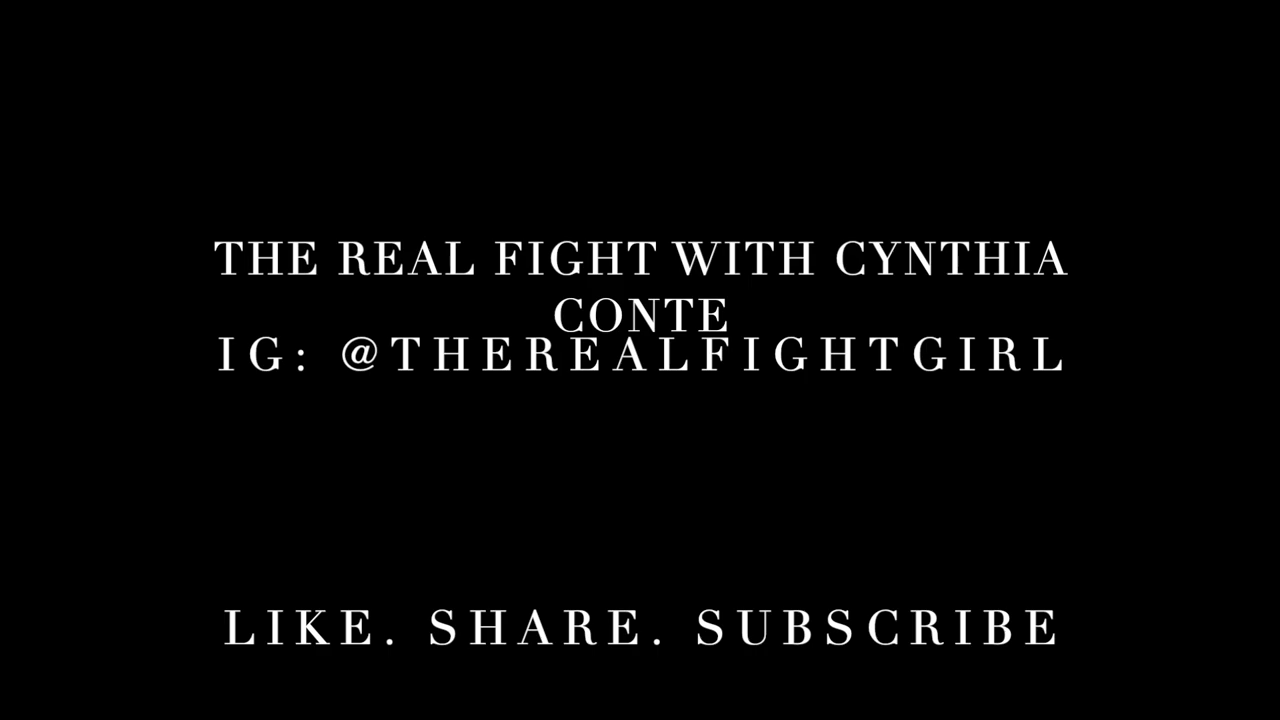 THE REAL FIGHT WITH CYNTHIA
CONTE
IG: @THEREALFIGHTGIRL
LIKE. SHARE. SUBSCRIBE